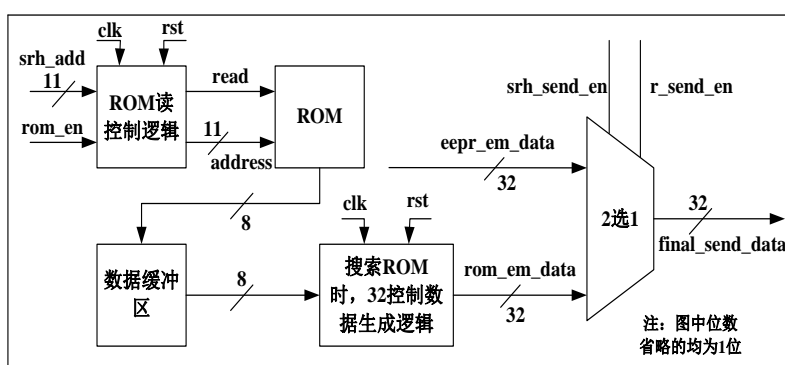 clk
rst
srh_add
11
rom_en
ROM读
控制逻辑
read
11
address
ROM
8
srh_send_en
r_send_en
eepr_em_data
32
2选1
32
final_send_data
数据缓冲
区
8
clk
rst
搜索ROM
时，32控制数
据生成逻辑
rom_em_data
32
注：图中位数
省略的均为1位